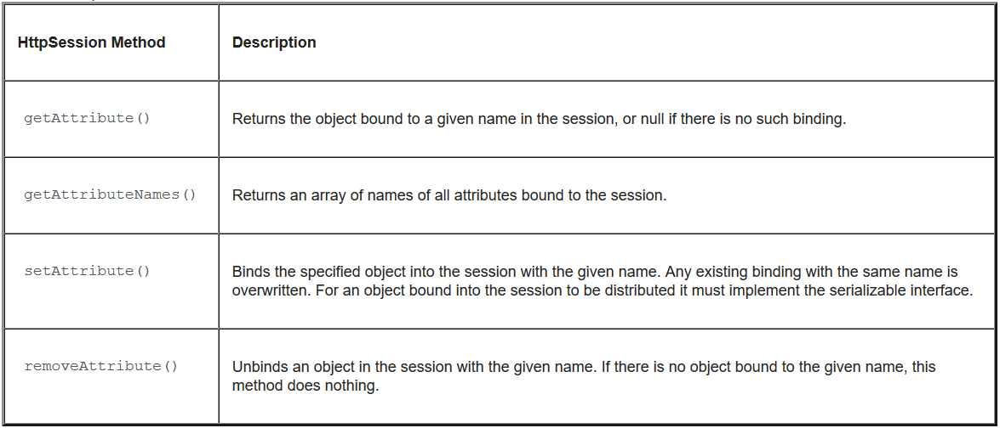 HttpSession Method
Description
getAttribute()
Returns the object bound to a given name in the session, or null if there is no such binding.
getAttributeNames()
Returns an array of names of all attributes bound to the session.
setAttribute()
Binds the specified object into the session with the given name. Any existing binding with the same name is
overwritten. For an object bound into the session to be distributed it must implement the serializable interface.
removeAttribute()
Unbinds an object in the session with the given name. If there is no object bound to the given name, this
method does nothing.